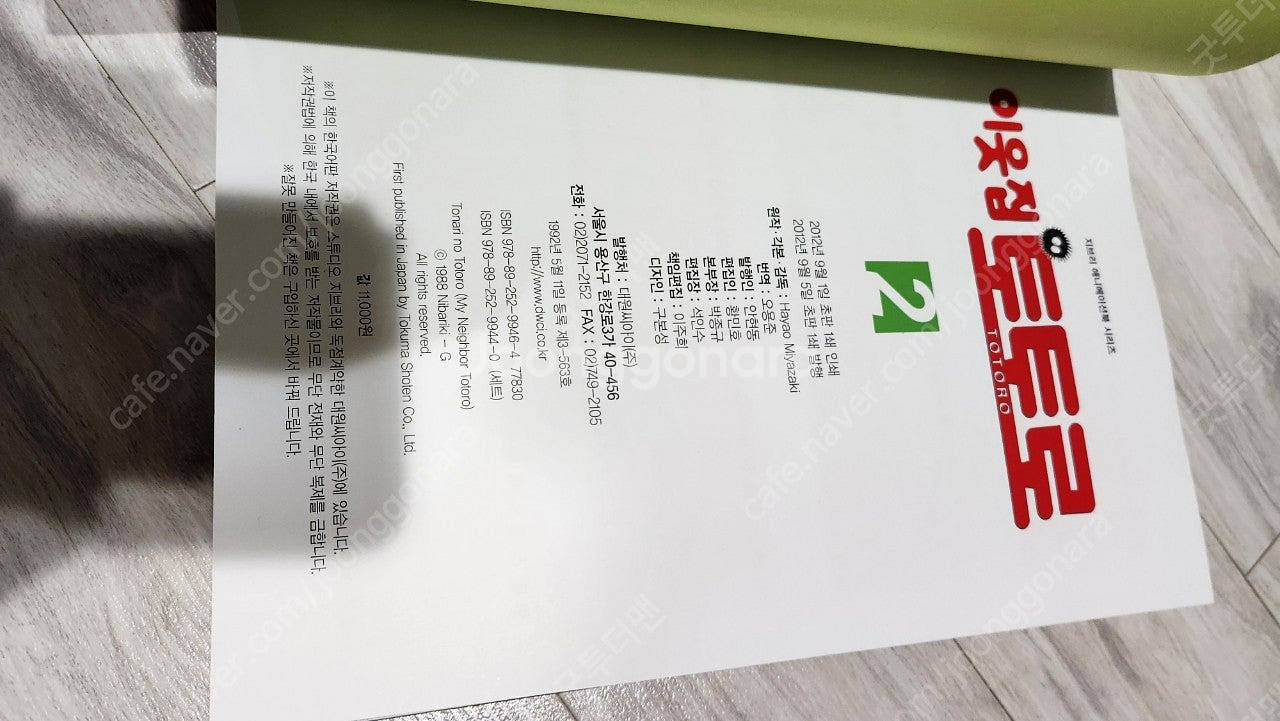 지브리 애니메이션북 시리즈
이웃집 토토로
TOTORO
2
2012년 9월 1일 초판 1쇄 인쇄
2012년 9월 5일 초판 1쇄 발행
원작·각본·감독 : Hayao Miyazaki
번역 : 오용준
발행인 : 안현동
편집인 : 황민호
본부장 : 박종규
편집장 : 석인수
책임편집 : 이주희
디자인 : 구본성
발행처 : 대원씨아이(주)
서울시 용산구 한강로3가 40-456
전화 : 02)2071-2152 FAX : 02)749-2105
1992년 5월 11일 등록 제3-563호
http://www.dwci.co.kr
ISBN 978-89-252-9946-4 77830
ISBN 978-89-252-9944-0 (세트)
ⓒ 1988 Nibariki - G
Tonari no Totoro (My Neighbor Totoro)
All rights reserved.
First published in Japan by Tokuma Shoten Co., Ltd.
값 11,000원
※이 책의 한국어판 저작권은 스튜디오 지브리와 독점계약한 대원씨아이(주)에 있습니다.
※저작권법에 의해 한국 내에서 보호를 받는 저작물이므로 무단 전재와 무단 복제를 금합니다.
※잘못 만들어진 책은 구입하신 곳에서 바꿔 드립니다.
cafe.naver.com/joonggonara
Joonggonara
굿투더맨